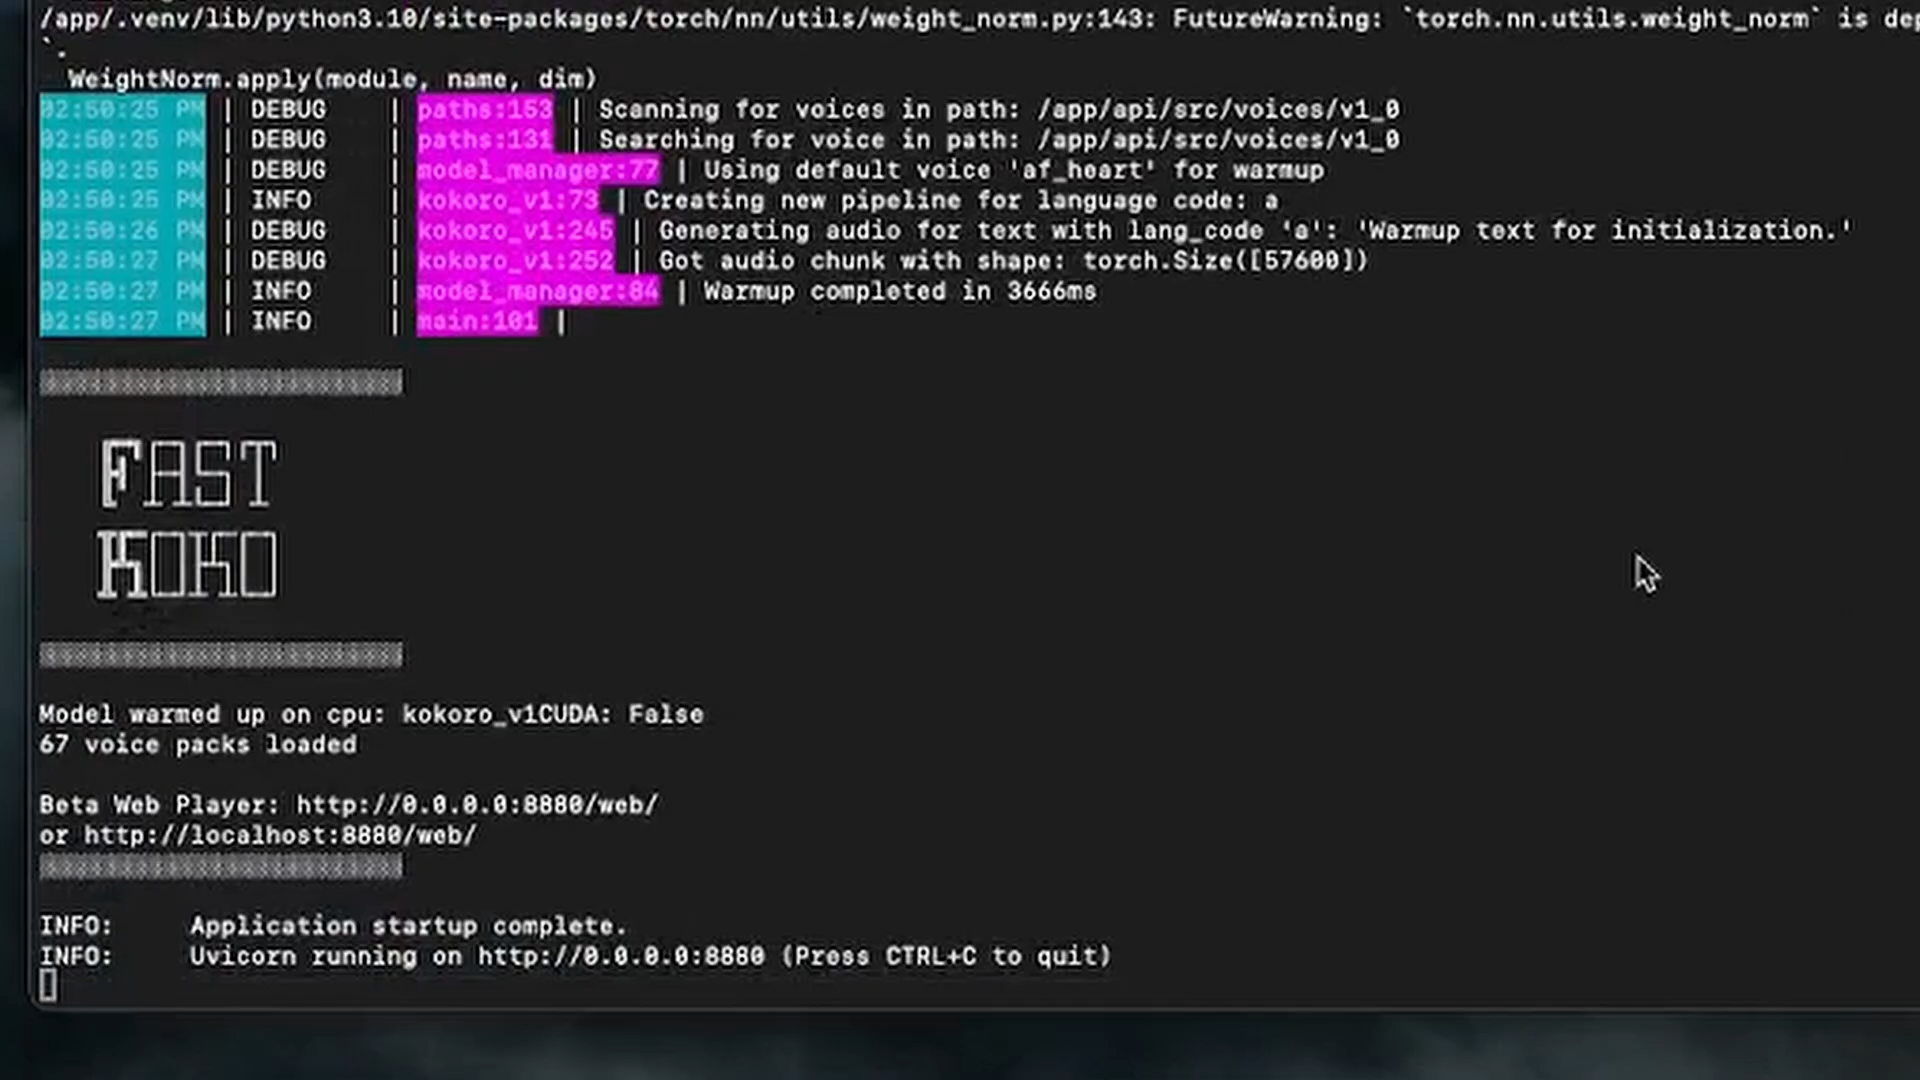 /app/.venv/lib/python3.10/site-packages/torch/nn/utils/weight_norm.py:143: FutureWarning: `torch.nn.utils.weight_norm` is dep
`.
WeightNorm.apply(module, name, dim)
02:50:25 PM | DEBUG | paths:153 | Scanning for voices in path: /app/api/src/voices/v1_0
02:50:25 PM | DEBUG | paths:131 | Searching for voice in path: /app/api/src/voices/v1_0
02:50:25 PM | DEBUG | model_manager:77 | Using default voice 'af_heart' for warmup
02:50:25 PM | INFO | kokoro_v1:73 | Creating new pipeline for language code: a
02:50:26 PM | DEBUG | kokoro_v1:245 | Generating audio for text with lang_code 'a': 'Warmup text for initialization.'
02:50:27 PM | DEBUG | kokoro_v1:252 | Got audio chunk with shape: torch.Size([57600])
02:50:27 PM | INFO | model_manager:84 | Warmup completed in 3666ms
02:50:27 PM | INFO | main:101 |
FAST
KOKO
Model warmed up on cpu: kokoro_v1CUDA: False
67 voice packs loaded
Beta Web Player: http://0.0.0.0:8880/web/
or http://localhost:8880/web/
INFO: Application startup complete.
INFO: Uvicorn running on http://0.0.0.0:8880 (Press CTRL+C to quit)